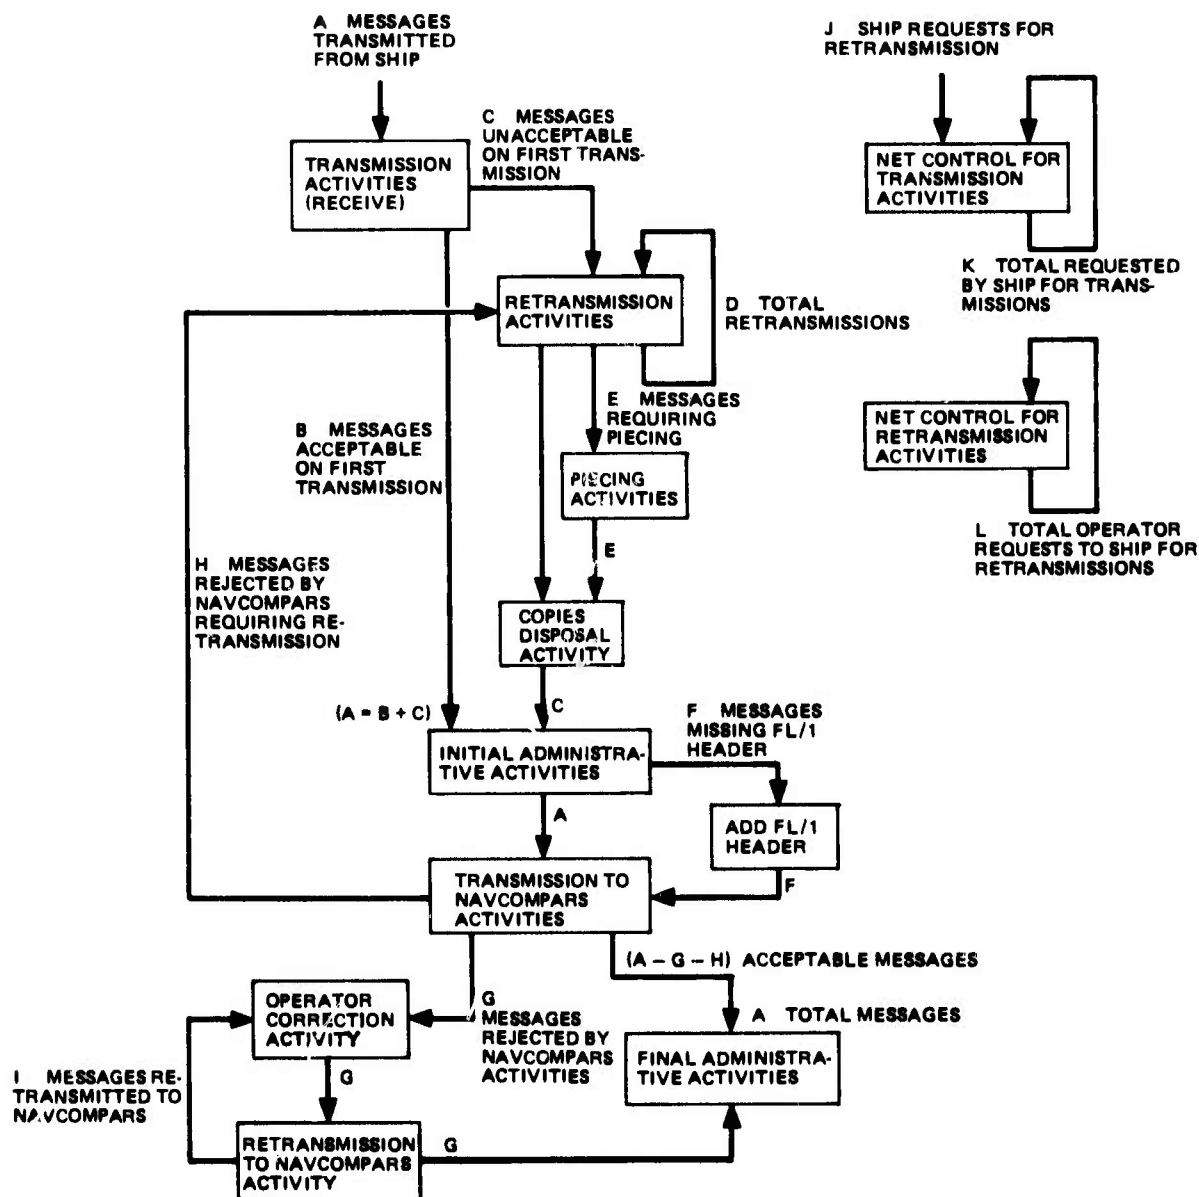 A MESSAGES
TRANSMITTED
FROM SHIP
J SHIP REQUESTS FOR
RETRANSMISSION
C MESSAGES
UNACCEPTABLE
ON FIRST TRANS-
MISSION
TRANSMISSION
ACTIVITIES
(RECEIVE)
NET CONTROL FOR
TRANSMISSION
ACTIVITIES
K TOTAL REQUESTED
BY SHIP FOR TRANS-
MISSIONS
RETRANSMISSION
ACTIVITIES
D TOTAL
RETRANSMISSIONS
E MESSAGES
REQUIRING
PIECING
B MESSAGES
ACCEPTABLE
ON FIRST
TRANSMISSION
NET CONTROL FOR
RETRANSMISSION
ACTIVITIES
PIECING
ACTIVITIES
L TOTAL OPERATOR
REQUESTS TO SHIP FOR
RETRANSMISSIONS
E
H MESSAGES
REJECTED BY
NAVCOMPARS
REQUIRING RE-
TRANSMISSION
COPIES
DISPOSAL
ACTIVITY
(A = B + C)
C
F MESSAGES
MISSING FL/1
HEADER
INITIAL ADMINISTRA-
TIVE ACTIVITIES
A
ADD FL/1
HEADER
F
TRANSMISSION TO
NAVCOMPARS
ACTIVITIES
(A - G - H) ACCEPTABLE MESSAGES
OPERATOR
CORRECTION
ACTIVITY
G
MESSAGES
REJECTED BY
NAVCOMPARS
ACTIVITIES
A TOTAL MESSAGES
FINAL ADMINISTRA-
TIVE ACTIVITIES
G
I MESSAGES RE-
TRANSMITTED TO
NAVCOMPARS
RETRANSMISSION
TO NAVCOMPARS
ACTIVITY
G